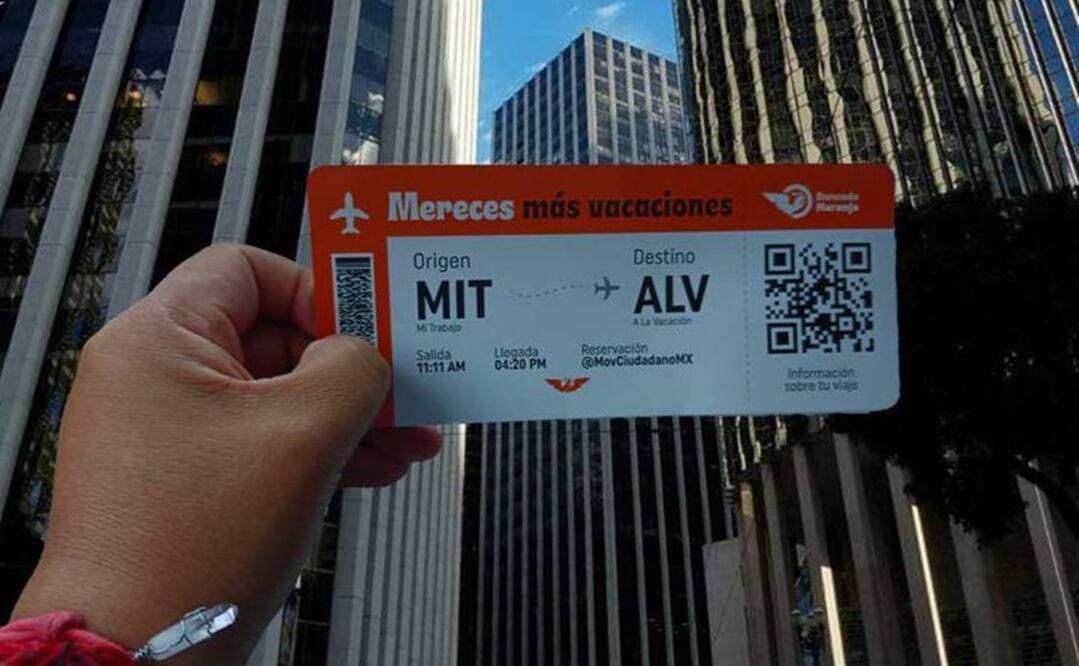 Mereces más vacaciones
Bancada
Naranja
Origen
MIT
Mi Trabajo
Destino
ALV
A La Vacación
Salida
11:11 AM
Llegada
04:20 PM
Reservación
@MovCiudadanoMX
Información
sobre tu viaje